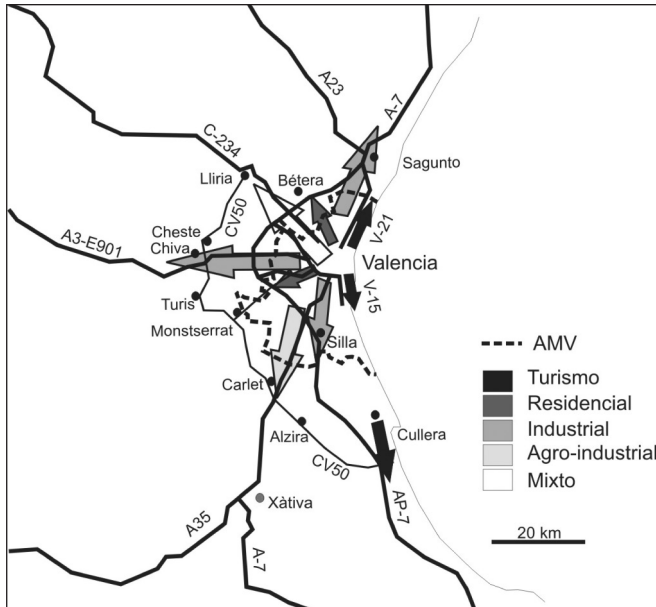 A23
A-7
C-234
Sagunto
Lliria
Bétera
CV50
V-21
Cheste
Chiva
A3-E901
Valencia
Turis
V-15
Monstserrat
Silla
AMV
Turismo
Carlet
Residencial
Industrial
Alzira
Cullera
Agro-industrial
CV50
Mixto
Xàtiva
AP-7
A35
A-7
20 km